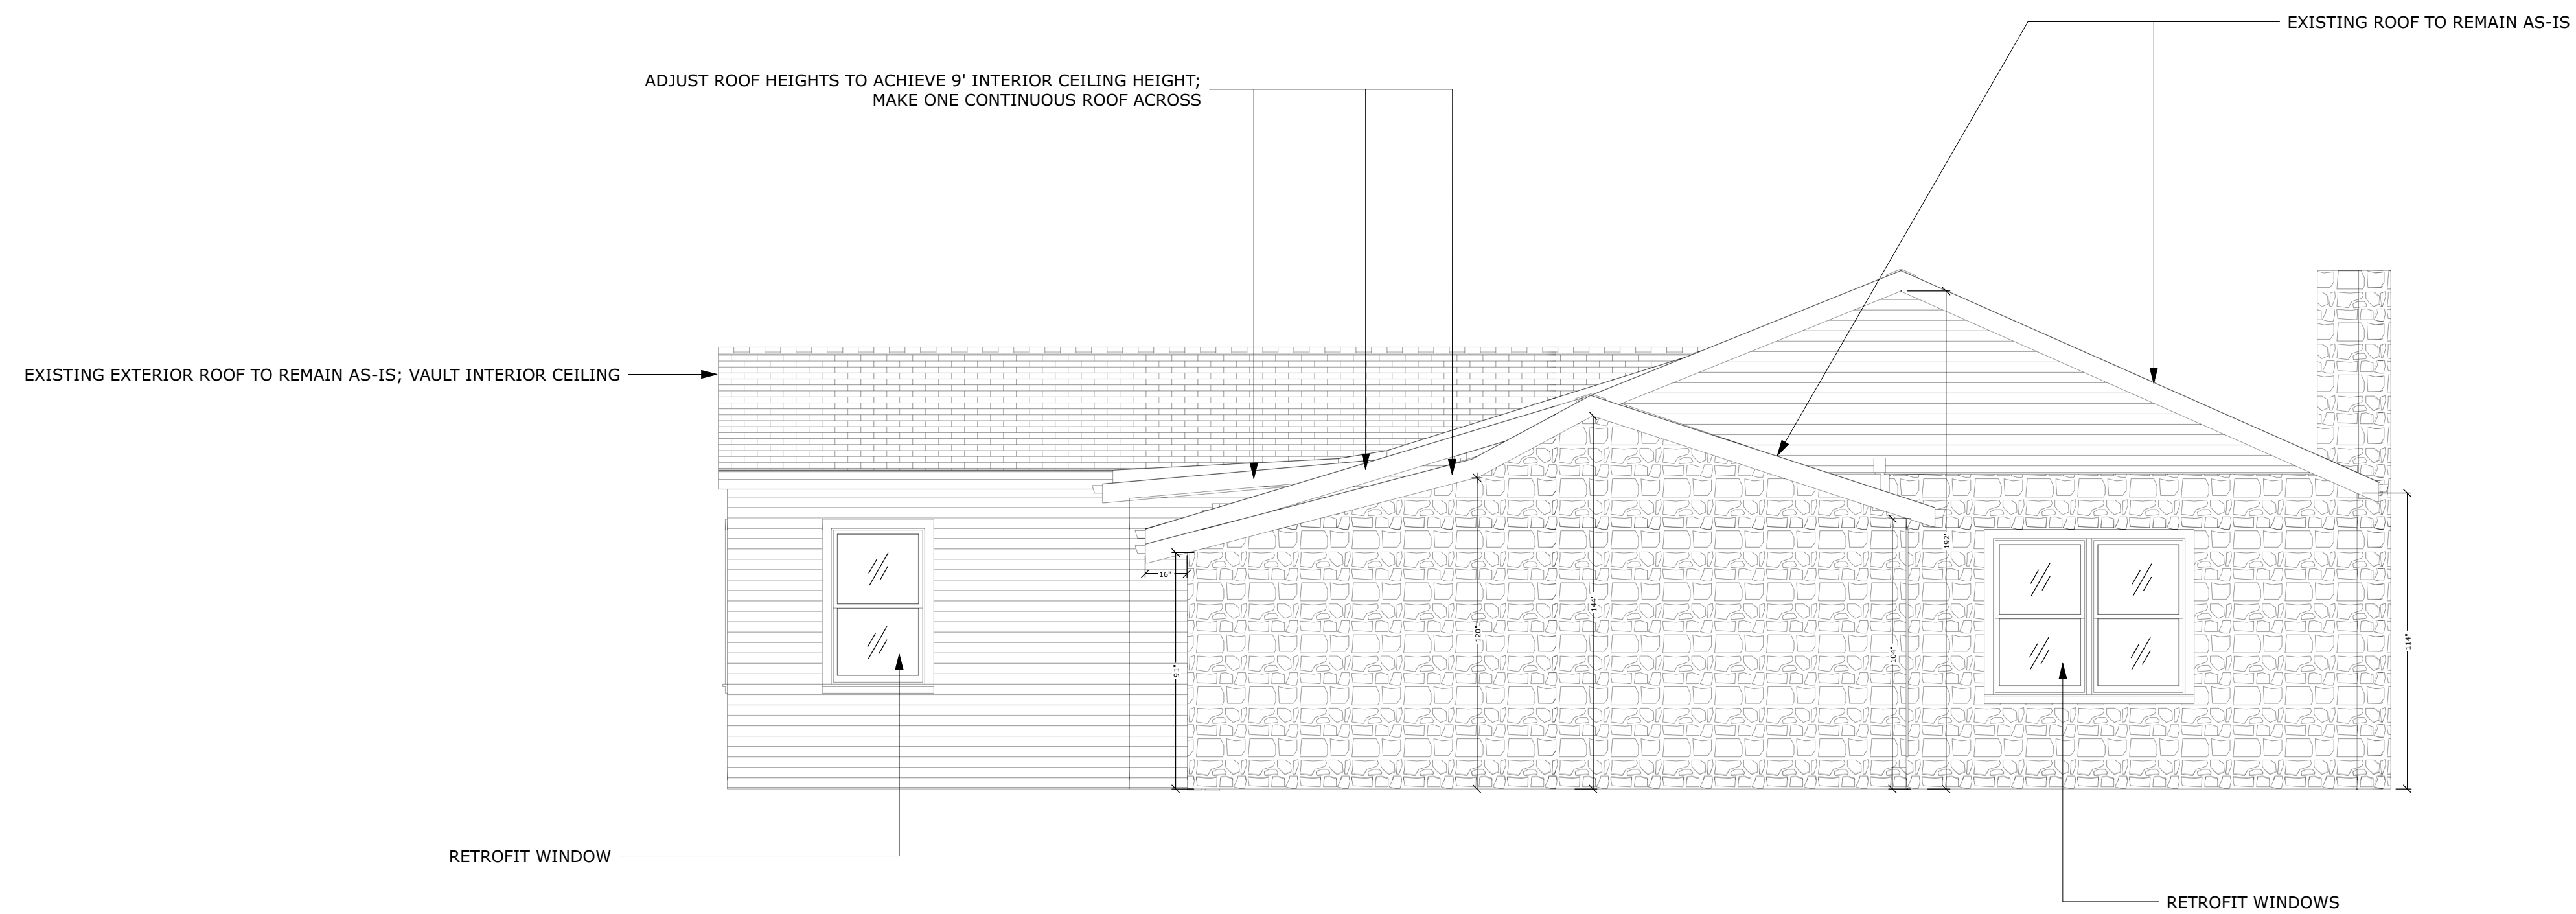 EXISTING ROOF TO REMAIN AS-IS
ADJUST ROOF HEIGHTS TO ACHIEVE 9' INTERIOR CEILING HEIGHT;
MAKE ONE CONTINUOUS ROOF ACROSS
EXISTING EXTERIOR ROOF TO REMAIN AS-IS; VAULT INTERIOR CEILING
192"
16"
144"
120"
114"
104"
91"
RETROFIT WINDOW
RETROFIT WINDOWS